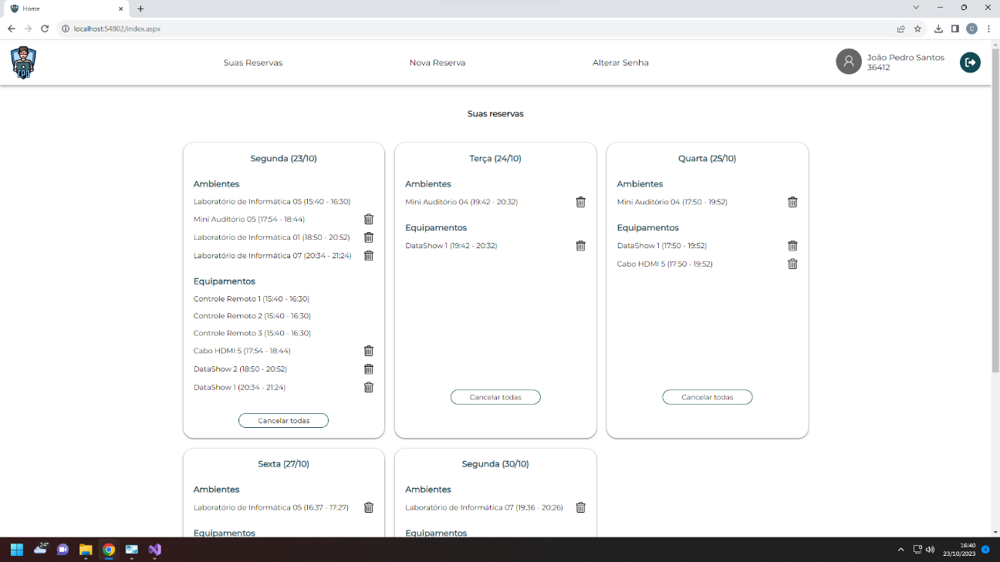 Home
localhost:54802/index.aspx
C
CPD
Suas Reservas
Nova Reserva
Alterar Senha
João Pedro Santos
36412
Suas reservas
Segunda (23/10)
Ambientes
Laboratório de Informática 05 (15:40 - 16:30)
Mini Auditório 05 (17:54 - 18:44)
Laboratório de Informática 01 (18:50 - 20:52)
Laboratório de Informática 07 (20:34 - 21:24)
Equipamentos
Controle Remoto 1 (15:40 - 16:30)
Controle Remoto 2 (15:40 - 16:30)
Controle Remoto 3 (15:40 - 16:30)
Cabo HDMI 5 (17:54 - 18:44)
DataShow 2 (18:50 - 20:52)
DataShow 1 (20:34 - 21:24)
Cancelar todas
Terça (24/10)
Ambientes
Mini Auditório 04 (19:42 - 20:32)
Equipamentos
DataShow 1 (19:42 - 20:32)
Cancelar todas
Quarta (25/10)
Ambientes
Mini Auditório 04 (17:50 - 19:52)
Equipamentos
DataShow 1 (17:50 - 19:52)
Cabo HDMI 5 (17:50 - 19:52)
Cancelar todas
Sexta (27/10)
Ambientes
Laboratório de Informática 05 (16:37 - 17:27)
Equipamentos
Segunda (30/10)
Ambientes
Laboratório de Informática 07 (19:36 - 20:26)
Equipamentos
24°
16:40
23/10/2023
4